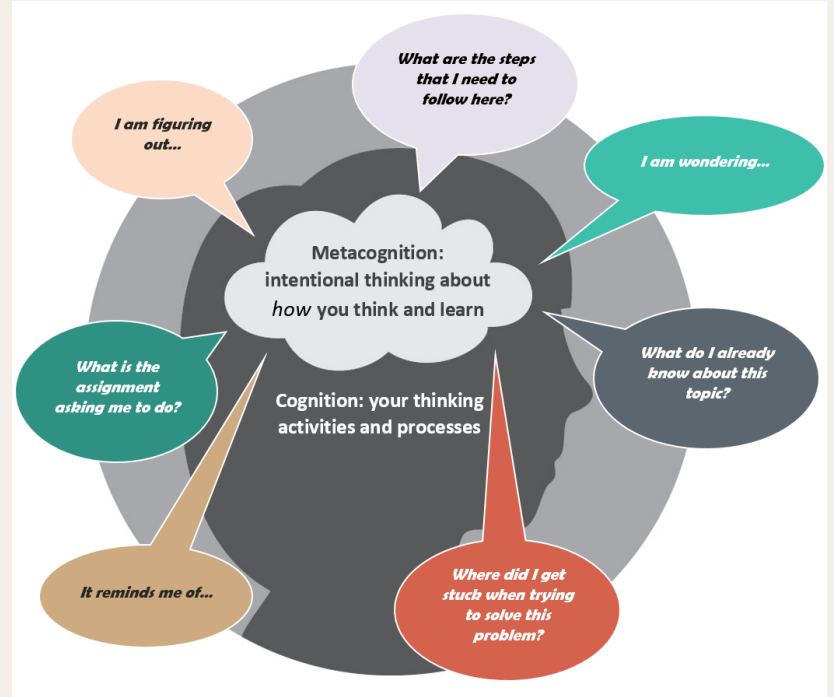 What are the steps
that I need to
follow here?
I am figuring
out...
I am wondering...
Metacognition:
intentional thinking about
how you think and learn
What is the
assignment
asking me to do?
What do I already
know about this
topic?
Cognition: your thinking
activities and processes
It reminds me of...
Where did I get
stuck when trying
to solve this
problem?